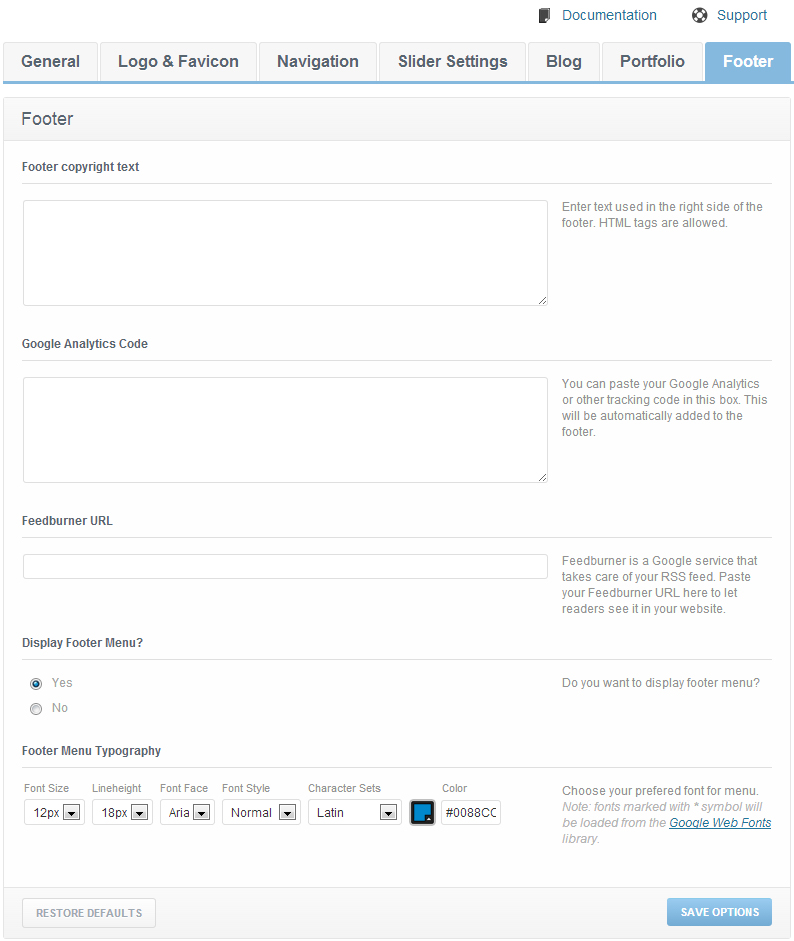 Documentation Support
General Logo & Favicon Navigation Slider Settings Blog Portfolio Footer
Footer
Footer copyright text
Enter text used in the right side of the
footer. HTML tags are allowed.
Google Analytics Code
You can paste your Google Analytics
or other tracking code in this box. This
will be automatically added to the
footer.
Feedburner URL
Feedburner is a Google service that
takes care of your RSS feed. Paste
your Feedburner URL here to let
readers see it in your website.
Display Footer Menu?
Yes
Do you want to display footer menu?
No
Footer Menu Typography
Font Size Lineheight Font Face Font Style Character Sets Color
12px 18px Aria Normal Latin #0088CC
Choose your prefered font for menu.
Note: fonts marked with * symbol will
be loaded from the Google Web Fonts
library.
RESTORE DEFAULTS SAVE OPTIONS